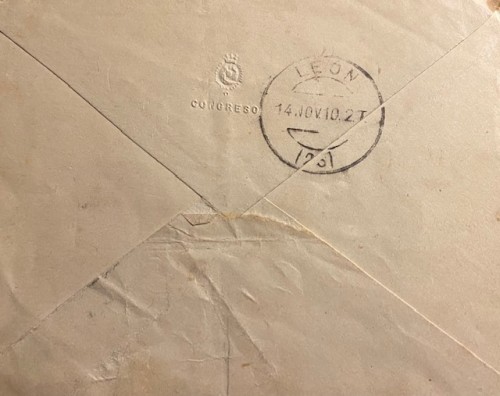 CONGRESO
LEON
14.NOV10.2T
(25)